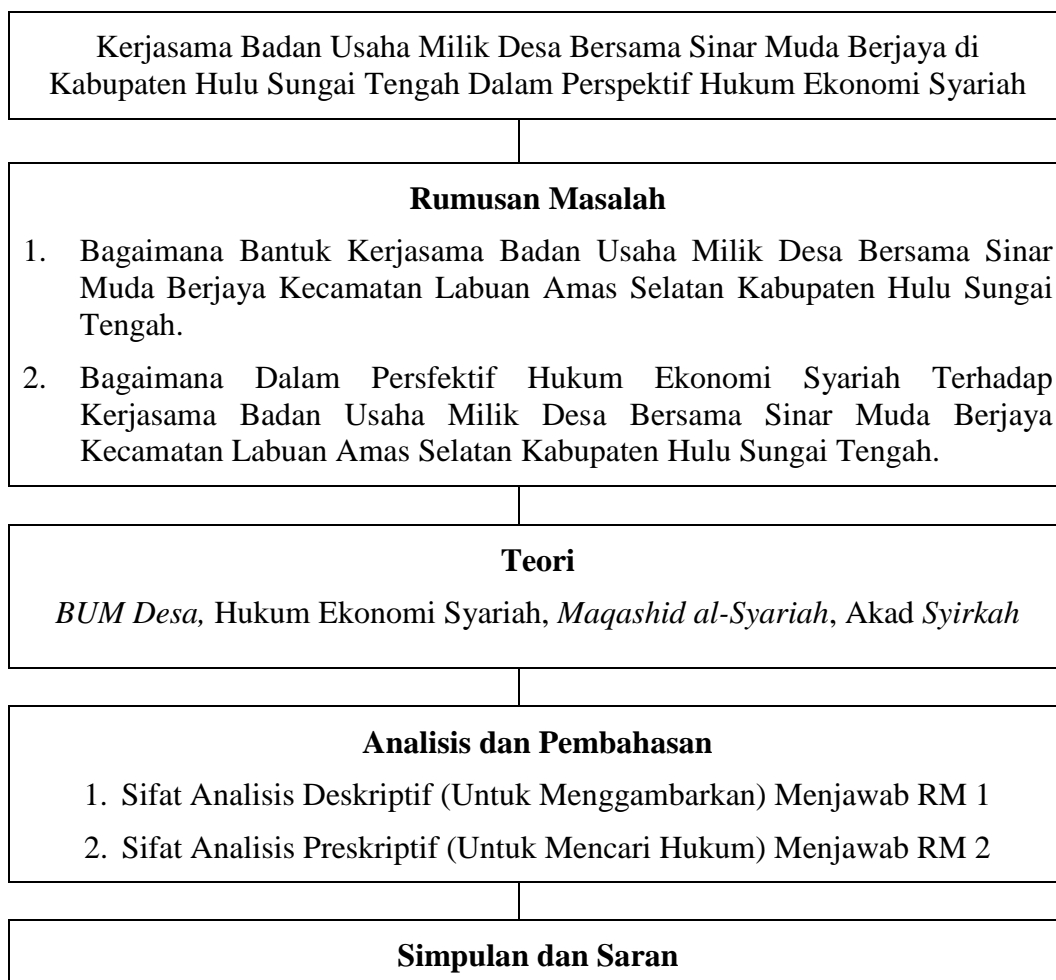 Kerjasama Badan Usaha Milik Desa Bersama Sinar Muda Berjaya di
Kabupaten Hulu Sungai Tengah Dalam Perspektif Hukum Ekonomi Syariah
Rumusan Masalah
1. Bagaimana Bantuk Kerjasama Badan Usaha Milik Desa Bersama Sinar
Muda Berjaya Kecamatan Labuan Amas Selatan Kabupaten Hulu Sungai
Tengah.
2. Bagaimana Dalam Persfektif Hukum Ekonomi Syariah Terhadap
Kerjasama Badan Usaha Milik Desa Bersama Sinar Muda Berjaya
Kecamatan Labuan Amas Selatan Kabupaten Hulu Sungai Tengah.
Teori
BUM Desa, Hukum Ekonomi Syariah, Maqashid al-Syariah, Akad Syirkah
Analisis dan Pembahasan
1. Sifat Analisis Deskriptif (Untuk Menggambarkan) Menjawab RM 1
2. Sifat Analisis Preskriptif (Untuk Mencari Hukum) Menjawab RM 2
Simpulan dan Saran